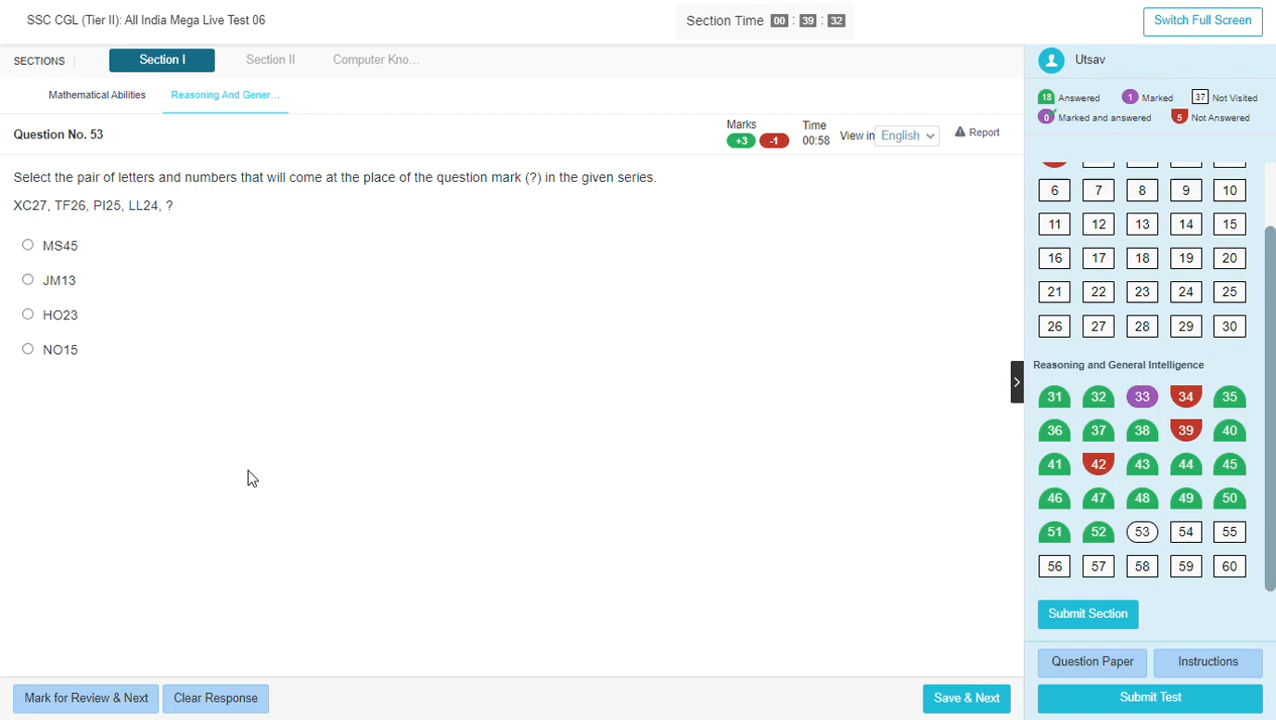 SSC CGL (Tier II): All India Mega Live Test 06
Section Time 00 : 39 : 32
Switch Full Screen
SECTIONS
Section I
Section II
Computer Kno...
Mathematical Abilities
Reasoning And Gener...
Question No. 53
Marks
+3 -1
Time
00:58
View in English
Report
Select the pair of letters and numbers that will come at the place of the question mark (?) in the given series.
XC27, TF26, PI25, LL24, ?
MS45
JM13
HO23
NO15
Mark for Review & Next
Clear Response
Save & Next
Utsav
18 Answered
1 Marked
37 Not Visited
0 Marked and answered
5 Not Answered
6 7 8 9 10
11 12 13 14 15
16 17 18 19 20
21 22 23 24 25
26 27 28 29 30
Reasoning and General Intelligence
31 32 33 34 35
36 37 38 39 40
41 42 43 44 45
46 47 48 49 50
51 52 53 54 55
56 57 58 59 60
Submit Section
Question Paper
Instructions
Submit Test